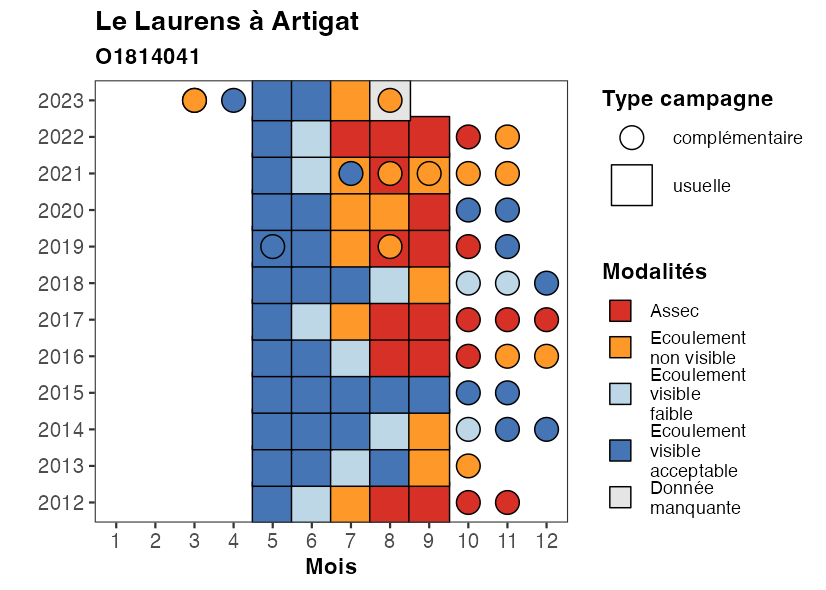 Le Laurens à Artigat
O1814041
2023
2022
2021
2020
2019
2018
2017
2016
2015
2014
2013
2012
1 2 3 4 5 6 7 8 9 10 11 12
Mois
Type campagne
complémentaire
usuelle
Modalités
Assec
Ecoulement
non visible
Ecoulement
visible
faible
Ecoulement
visible
acceptable
Donnée
manquante